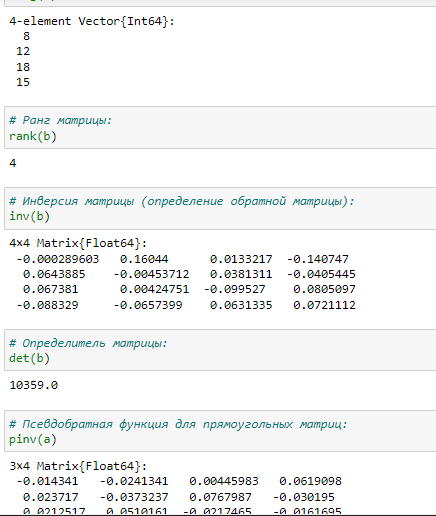 4-element Vector{Int64}:
8
12
18
15
# Ранг матрицы:
rank(b)
4
# Инверсия матрицы (определение обратной матрицы):
inv(b)
4×4 Matrix{Float64}:
-0.000289603 0.16044 0.0133217 -0.140747
0.0643885 -0.00453712 0.0381311 -0.0405445
0.067381 0.00424751 -0.099527 0.0805097
-0.088329 -0.0657399 0.0631335 0.0721112
# Определитель матрицы:
det(b)
10359.0
# Псевдобратная функция для прямоугольных матриц:
pinv(a)
3×4 Matrix{Float64}:
-0.014341 -0.0241341 0.00445983 0.0619098
0.023717 -0.0373237 0.0767987 -0.030195
0.0212517 0.0510161 -0.0217465 -0.0161695